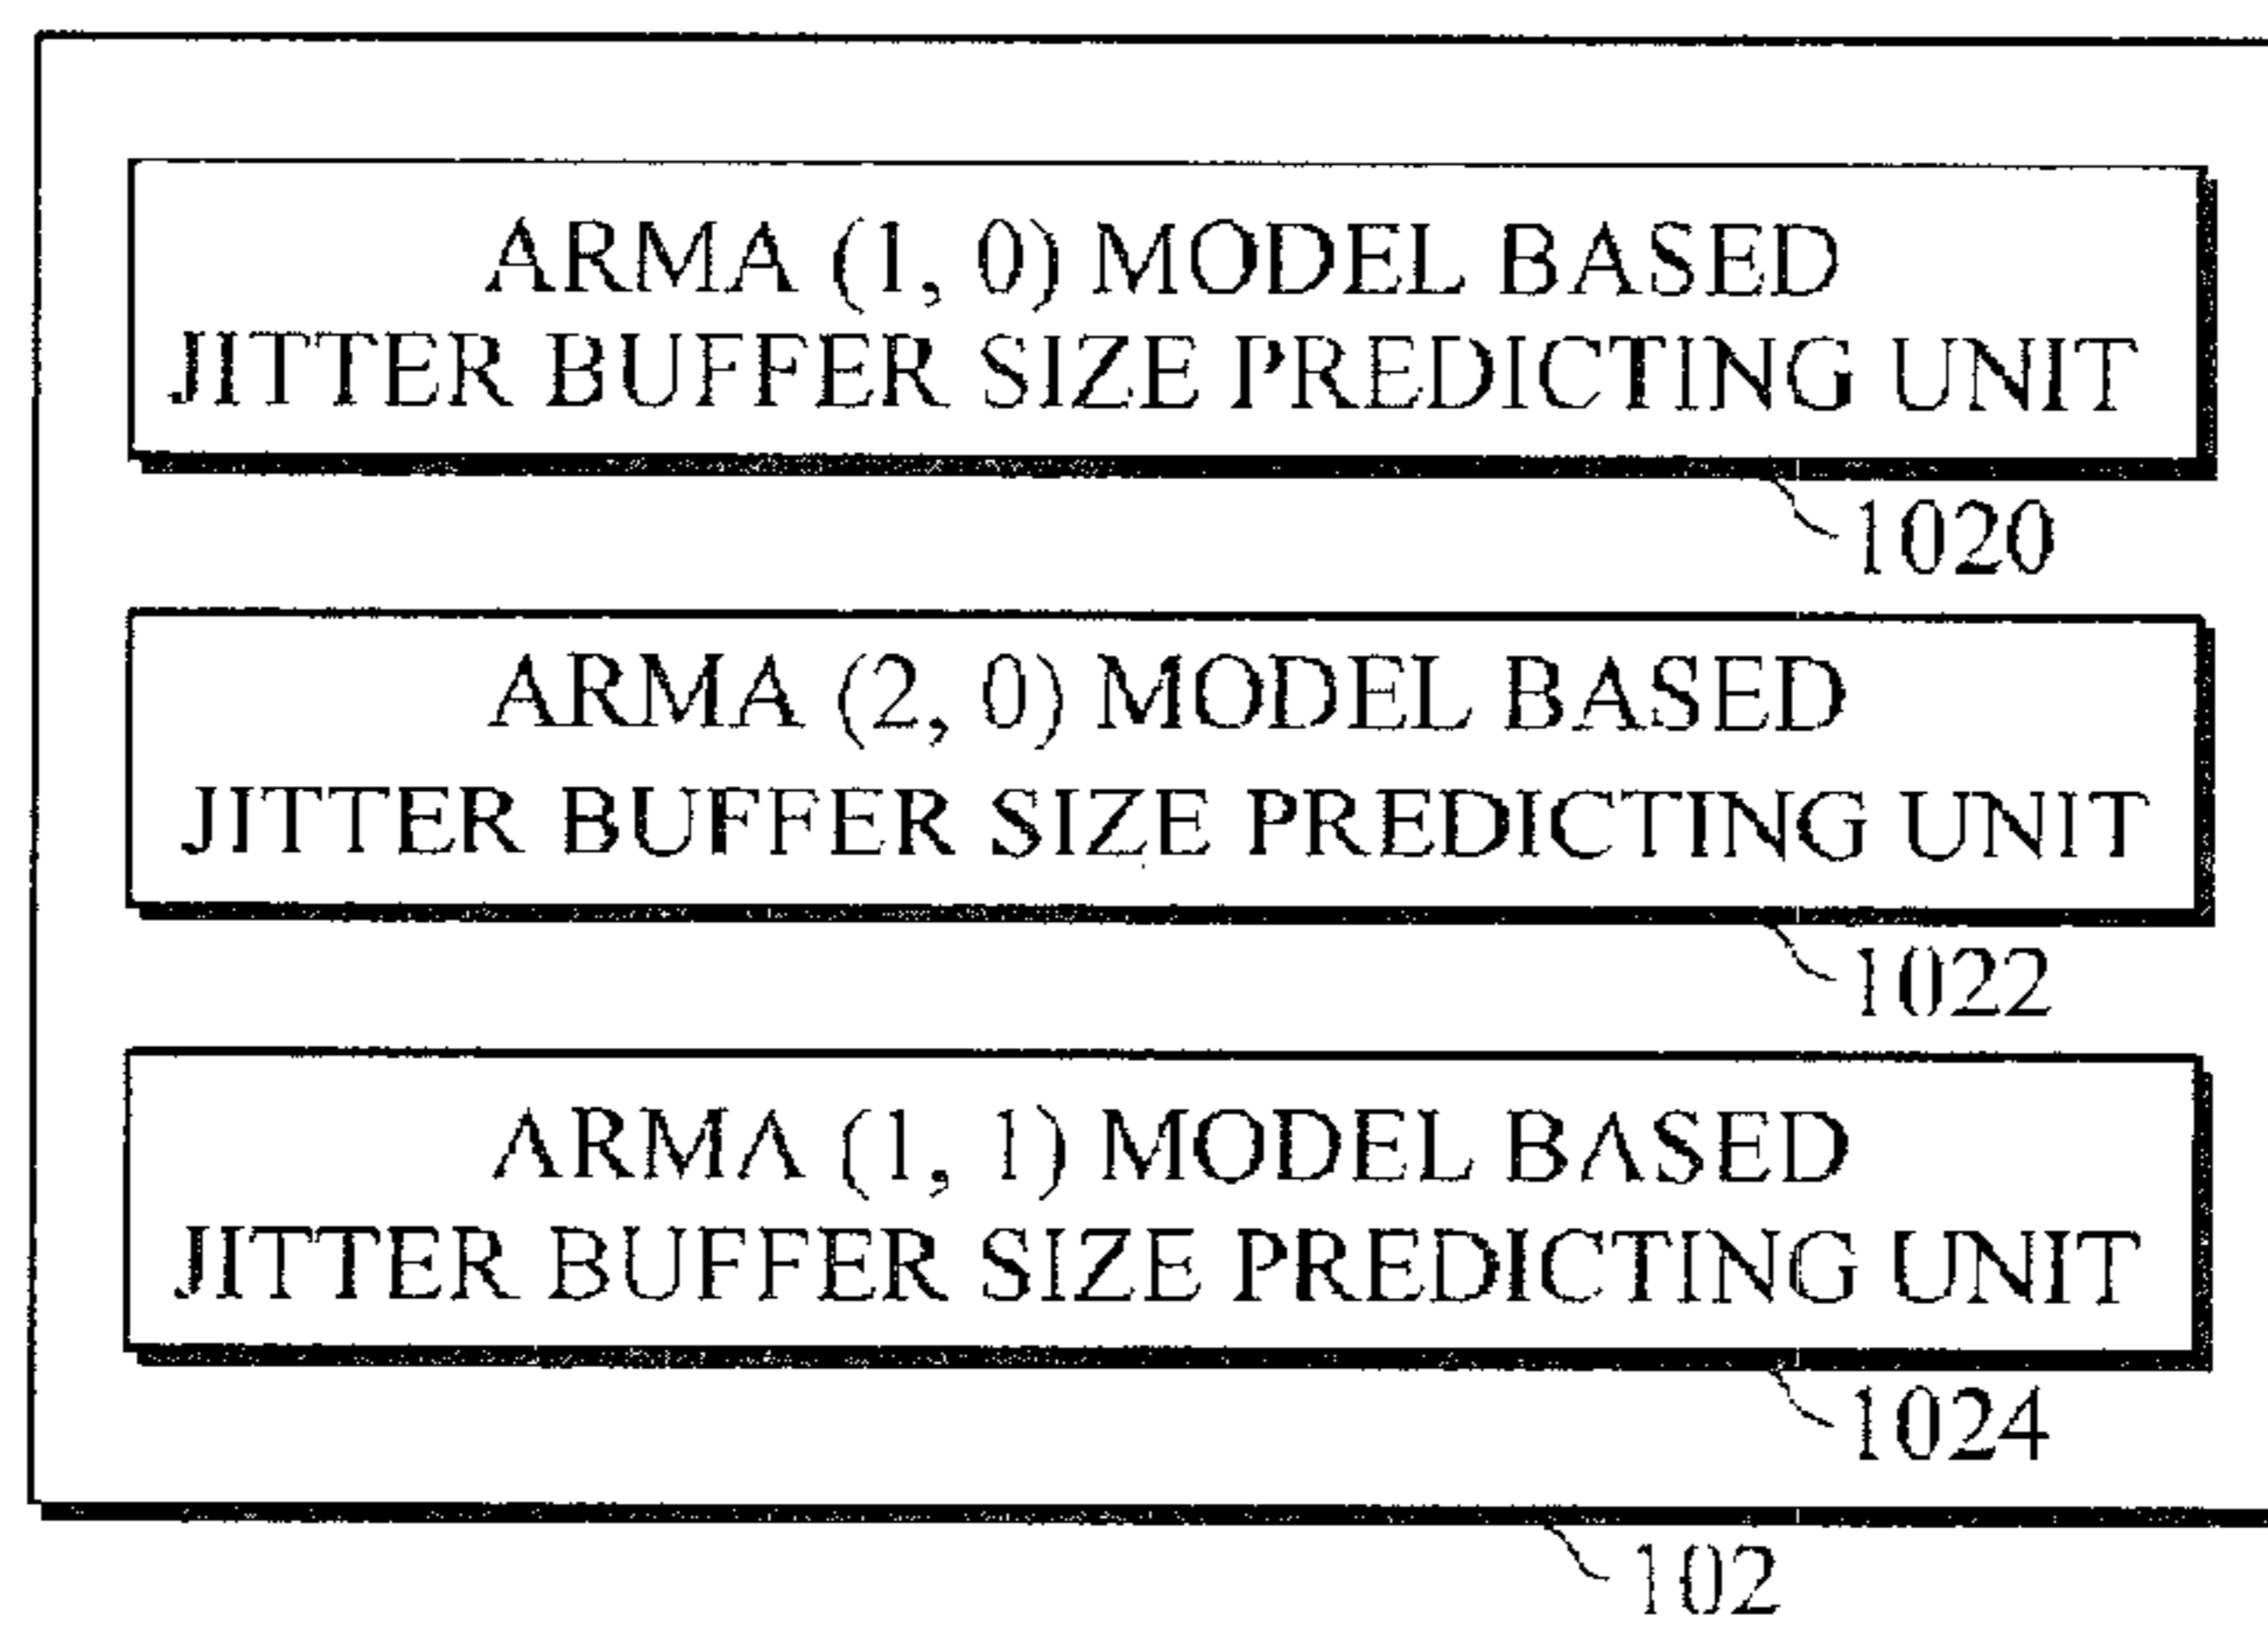 ARMA (1, 0) MODEL BASED
JITTER BUFFER SIZE PREDICTING UNIT
1020
ARMA (2, 0) MODEL BASED
JITTER BUFFER SIZE PREDICTING UNIT
1022
ARMA (1, 1) MODEL BASED
JITTER BUFFER SIZE PREDICTING UNIT
1024
102